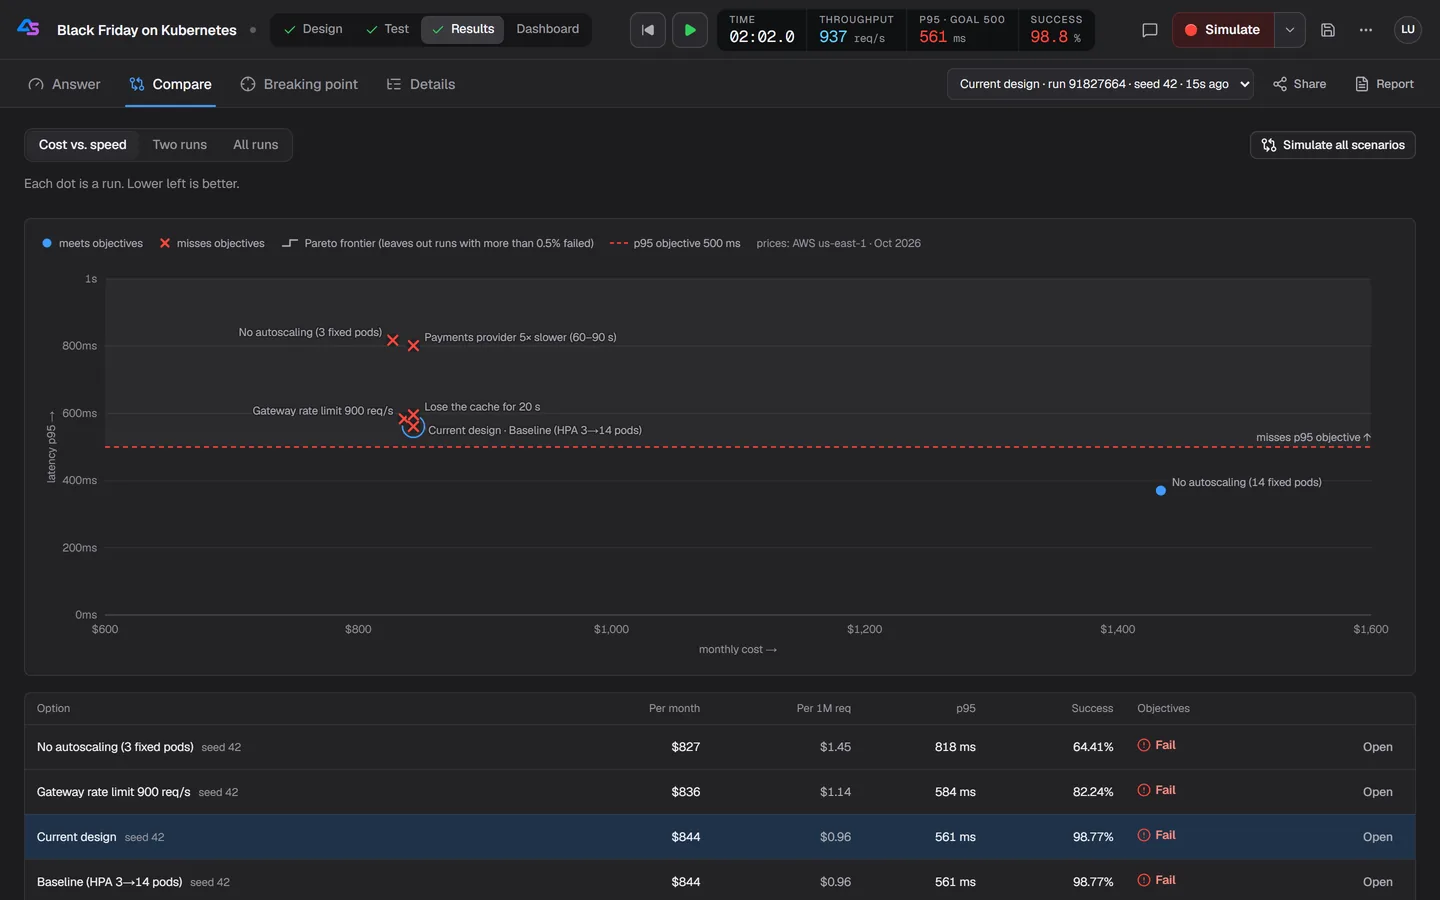 Black Friday on Kubernetes
Design
Test
Results
Dashboard
TIME
02:02.0
THROUGHPUT
937 req/s
P95 · GOAL 500
561 ms
SUCCESS
98.8 %
Simulate
LU
Answer
Compare
Breaking point
Details
Current design · run 91827664 · seed 42 · 15s ago
Share
Report
Cost vs. speed
Two runs
All runs
Simulate all scenarios
Each dot is a run. Lower left is better.
meets objectives
misses objectives
Pareto frontier (leaves out runs with more than 0.5% failed)
p95 objective 500 ms
prices: AWS us-east-1 · Oct 2026
1s
800ms
600ms
400ms
200ms
0ms
latency p95 →
No autoscaling (3 fixed pods)
Payments provider 5× slower (60–90 s)
Gateway rate limit 900 req/s
Lose the cache for 20 s
Current design · Baseline (HPA 3→14 pods)
misses p95 objective ↑
No autoscaling (14 fixed pods)
$600
$800
$1,000
$1,200
$1,400
$1,600
monthly cost →
Option Per month Per 1M req p95 Success Objectives
No autoscaling (3 fixed pods) seed 42 $827 $1.45 818 ms 64.41% Fail Open
Gateway rate limit 900 req/s seed 42 $836 $1.14 584 ms 82.24% Fail Open
Current design seed 42 $844 $0.96 561 ms 98.77% Fail Open
Baseline (HPA 3→14 pods) seed 42 $844 $0.96 561 ms 98.77% Fail Open